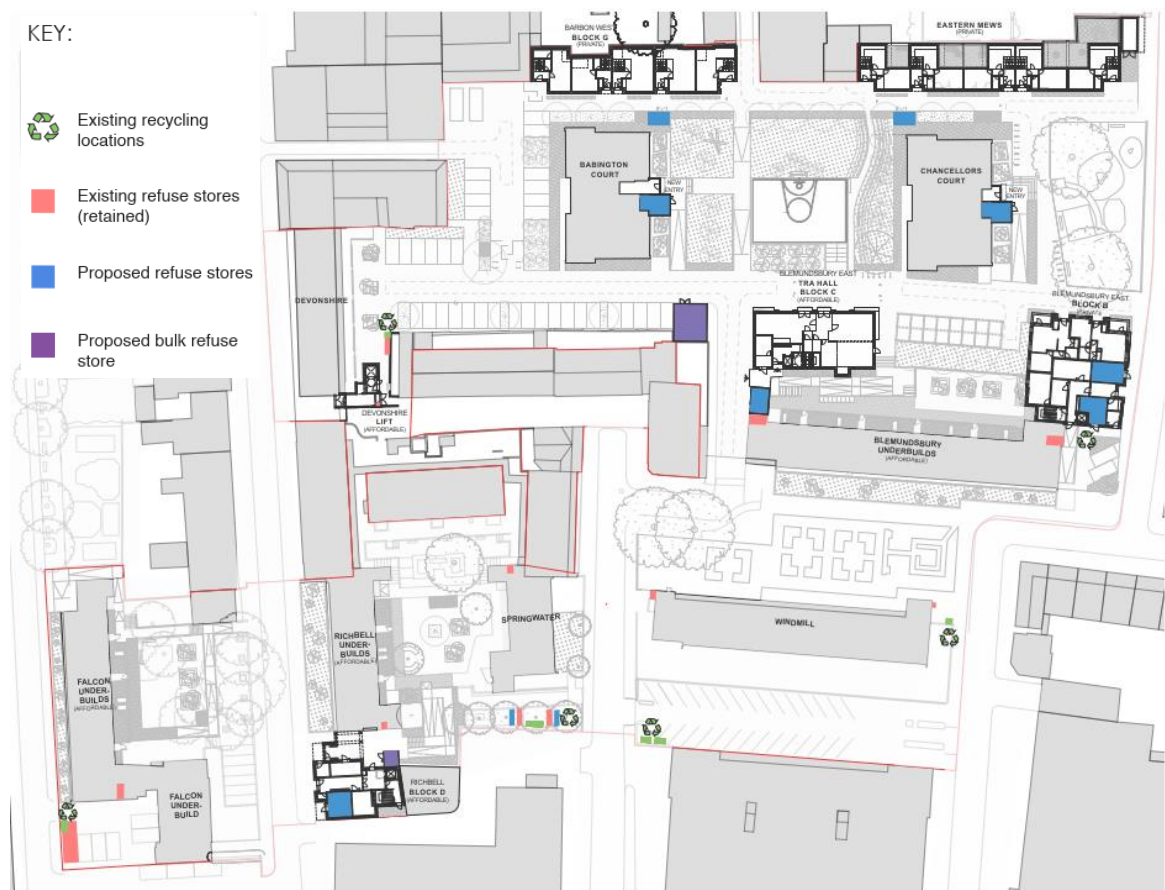 KEY:
Existing recycling
locations
Existing refuse stores
(retained)
Proposed refuse stores
Proposed bulk refuse
store
BARBON WEST
BLOCK G
(PRIVATE)
EASTERN MEWS
(PRIVATE)
BABINGTON
COURT
NEW
ENTRY
CHANCELLORS
COURT
NEW
ENTRY
BLEMUNDSBURY EAST
TRA HALL
BLOCK C
(AFFORDABLE)
BLEMUNDSBURY EAST
BLOCK B
DEVONSHIRE
DEVONSHIRE
LIFT
(AFFORDABLE)
BLEMUNDSBURY
UNDERBUILDS
(AFFORDABLE)
SPRINGWATER
WINDMILL
RICHBELL
UNDER-
BUILDS
(AFFORDABLE)
FALCON
UNDER-
BUILDS
(AFFORDABLE)
FALCON
UNDER-
BUILD
RICHBELL
BLOCK D
(AFFORDABLE)